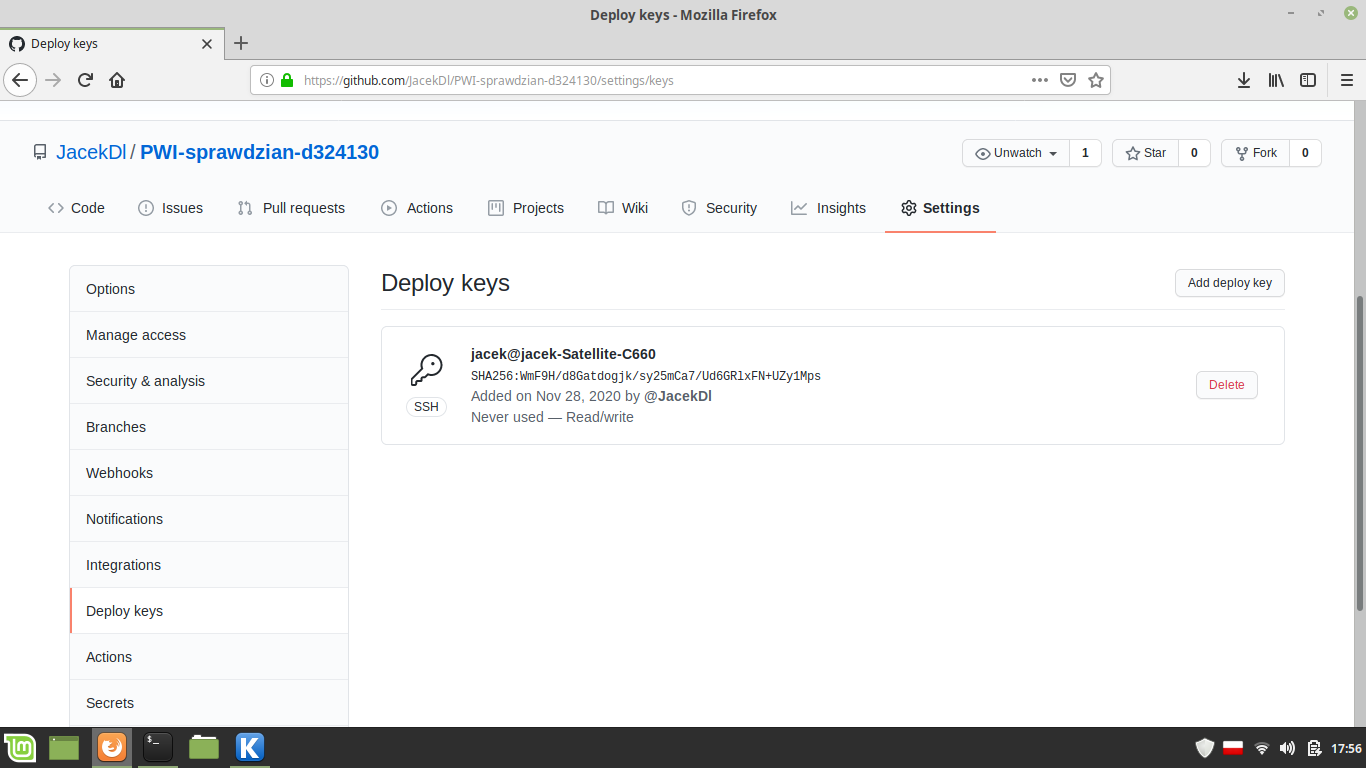 Deploy keys - Mozilla Firefox
Deploy keys
https://github.com/JacekDl/PWI-sprawdzian-d324130/settings/keys
JacekDl / PWI-sprawdzian-d324130
Unwatch 1
Star 0
Fork 0
Code
Issues
Pull requests
Actions
Projects
Wiki
Security
Insights
Settings
Options
Manage access
Security & analysis
Branches
Webhooks
Notifications
Integrations
Deploy keys
Actions
Secrets
Deploy keys
Add deploy key
jacek@jacek-Satellite-C660
SHA256:WmF9H/d8Gatdogjk/sy25mCa7/Ud6GRlxFN+UZy1Mps
Added on Nov 28, 2020 by @JacekDl
Never used — Read/write
SSH
Delete
$_
K
17:56